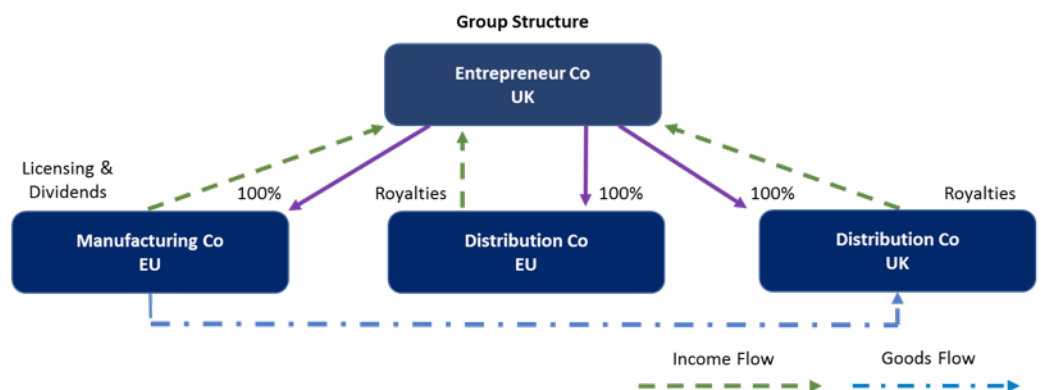 Group Structure
Entrepreneur Co
UK
Licensing &
Dividends
100%
Royalties
100%
100%
Royalties
Manufacturing Co
EU
Distribution Co
EU
Distribution Co
UK
Income Flow
Goods Flow